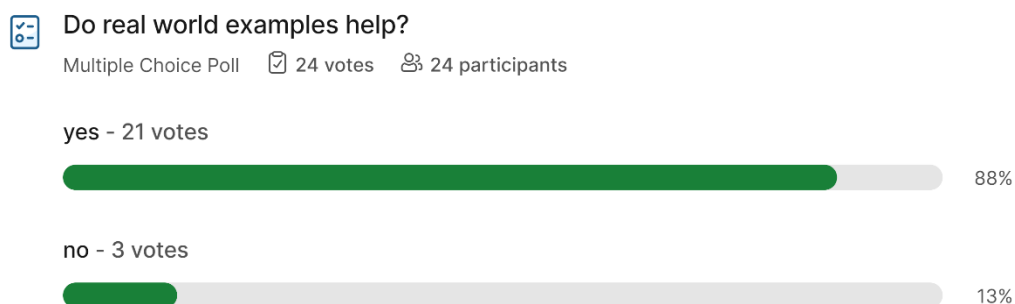 Do real world examples help?
Multiple Choice Poll 24 votes 24 participants
yes - 21 votes
88%
no - 3 votes
13%